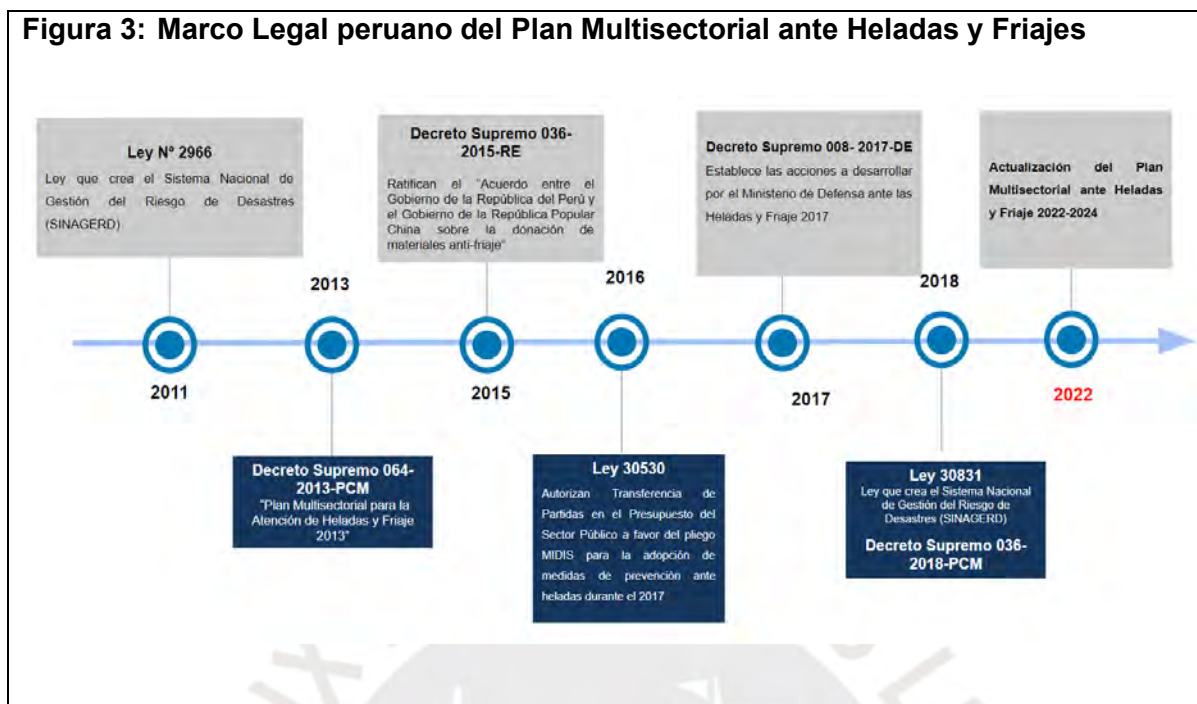 Figura 3: Marco Legal peruano del Plan Multisectorial ante Heladas y Friajes
Ley Nº 2966
Ley que crea el Sistema Nacional de
Gestión del Riesgo de Desastres
(SINAGERD)
2011
2013
Decreto Supremo 064-
2013-PCM
"Plan Multisectorial para la
Atención de Heladas y Friaje
2013"
Decreto Supremo 036-
2015-RE
Ratifican el "Acuerdo entre el
Gobierno de la República del Perú y
el Gobierno de la República Popular
China sobre la donación de
materiales anti-friaje"
2015
2016
Ley 30530
Autorizan Transferencia de
Partidas en el Presupuesto del
Sector Público a favor del pliego
MIDIS para la adopción de
medidas de prevención ante
heladas durante el 2017
Decreto Supremo 008- 2017-DE
Establece las acciones a desarrollar
por el Ministerio de Defensa ante las
Heladas y Friaje 2017
2017
2018
Ley 30831
Ley que crea el Sistema Nacional
de Gestión del Riesgo de
Desastres (SINAGERD)
Decreto Supremo 036-
2018-PCM
Actualización del Plan
Multisectorial ante Heladas
y Friaje 2022-2024
2022